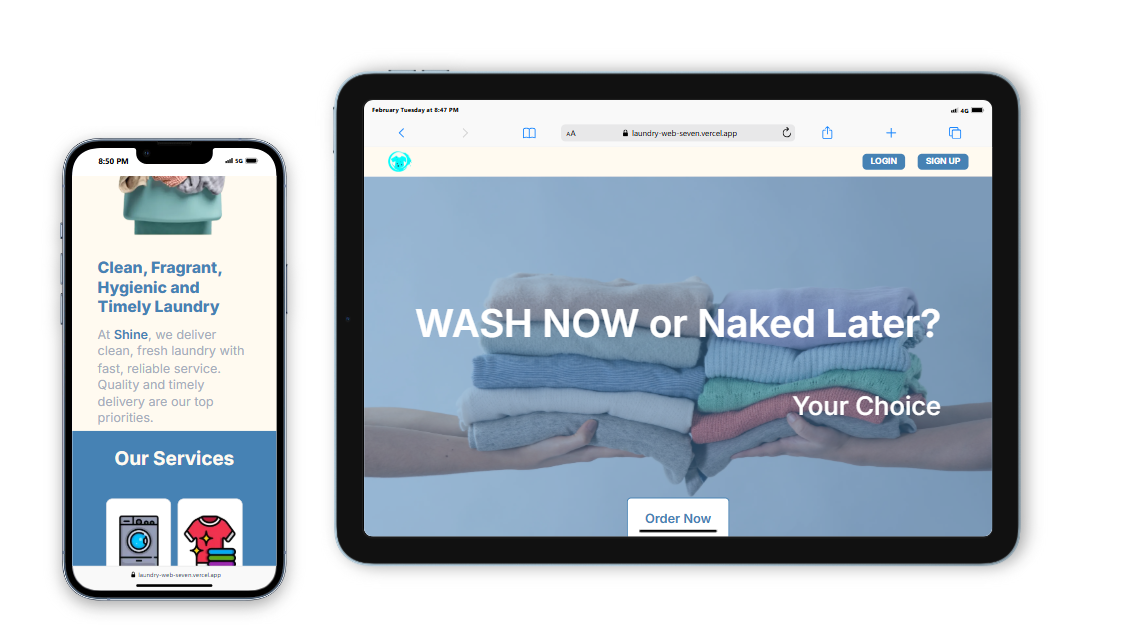 8:50 PM
5G
Clean, Fragrant,
Hygienic and
Timely Laundry
At Shine, we deliver
clean, fresh laundry with
fast, reliable service.
Quality and timely
delivery are our top
priorities.
Our Services
laundry-web-seven.vercel.app
February Tuesday at 8:47 PM
4G
AA
laundry-web-seven.vercel.app
LOGIN
SIGN UP
WASH NOW or Naked Later?
Your Choice
Order Now